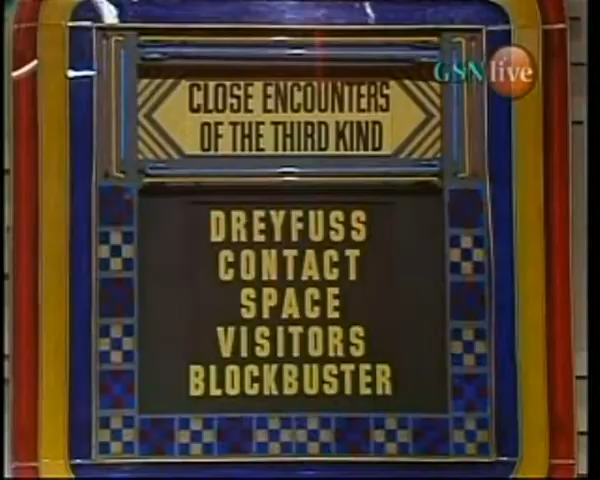 GSN live
CLOSE ENCOUNTERS
OF THE THIRD KIND
DREYFUSS
CONTACT
SPACE
VISITORS
BLOCKBUSTER